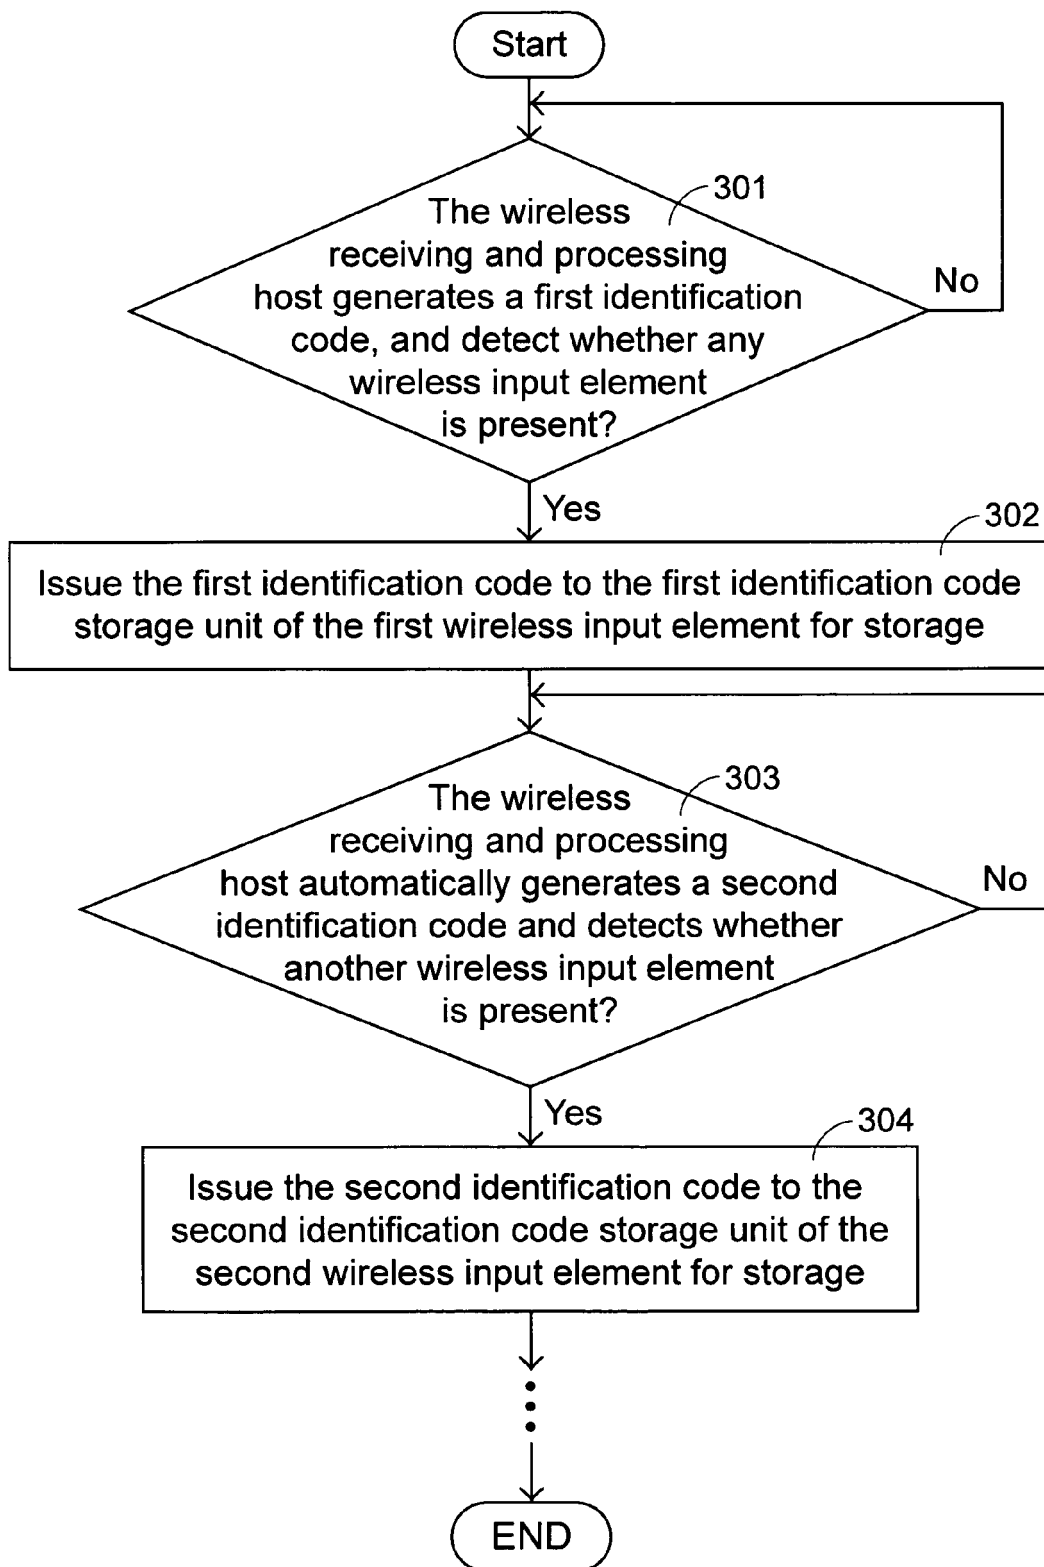 Start
301
The wireless
receiving and processing
host generates a first identification
code, and detect whether any
wireless input element
is present?
No
Yes
302
Issue the first identification code to the first identification code
storage unit of the first wireless input element for storage
303
The wireless
receiving and processing
host automatically generates a second
identification code and detects whether
another wireless input element
is present?
No
Yes
304
Issue the second identification code to the
second identification code storage unit of the
second wireless input element for storage
END